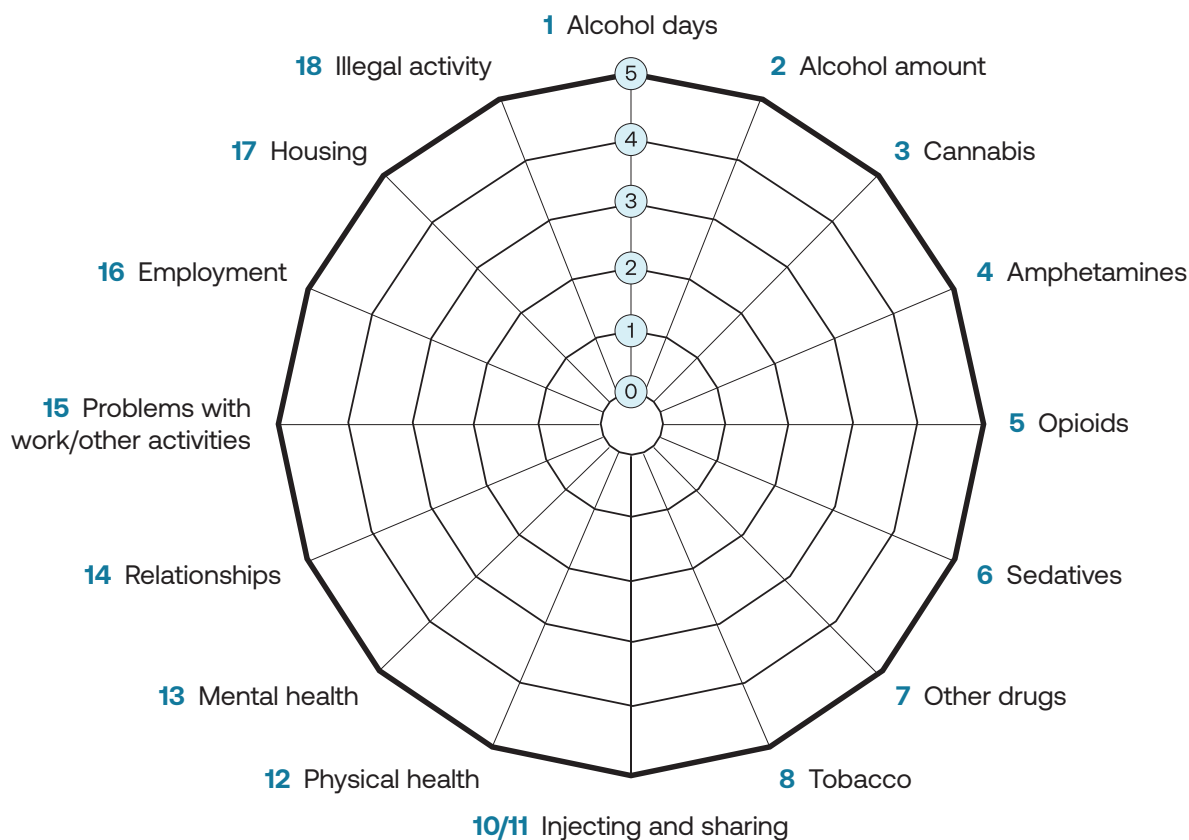 1 Alcohol days
18 Illegal activity
2 Alcohol amount
17 Housing
3 Cannabis
16 Employment
4 Amphetamines
15 Problems with
work/other activities
5 Opioids
14 Relationships
6 Sedatives
13 Mental health
7 Other drugs
12 Physical health
8 Tobacco
10/11 Injecting and sharing
5
4
3
2
1
0